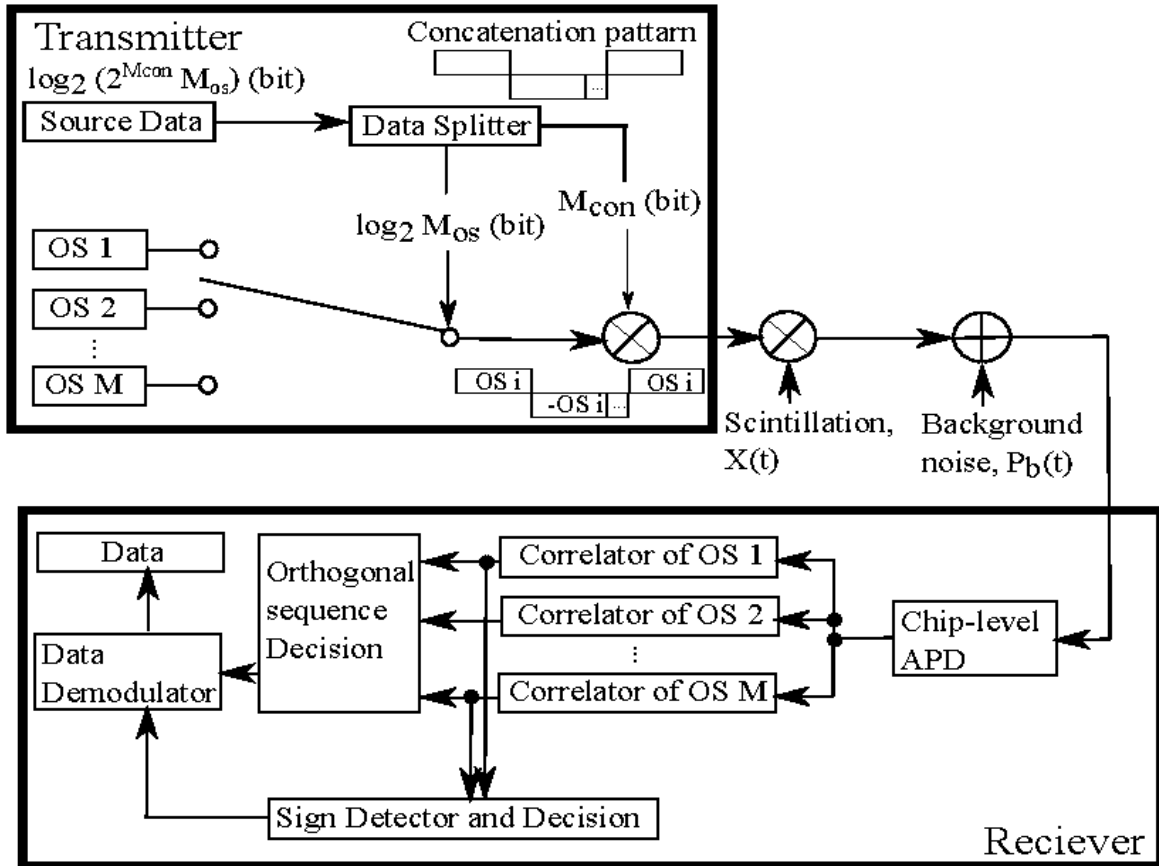 Transmitter
Concatenation pattarn
...
log2 (2^Mcon Mos) (bit)
Source Data
Data Splitter
log2 Mos (bit)
Mcon (bit)
OS 1
OS 2
⋮
OS M
OS i
-OS i
...
OS i
Scintillation,
X(t)
Background
noise, Pb(t)
Data
Orthogonal
sequence
Decision
Correlator of OS 1
Correlator of OS 2
⋮
Correlator of OS M
Chip-level
APD
Data
Demodulator
Sign Detector and Decision
Reciever